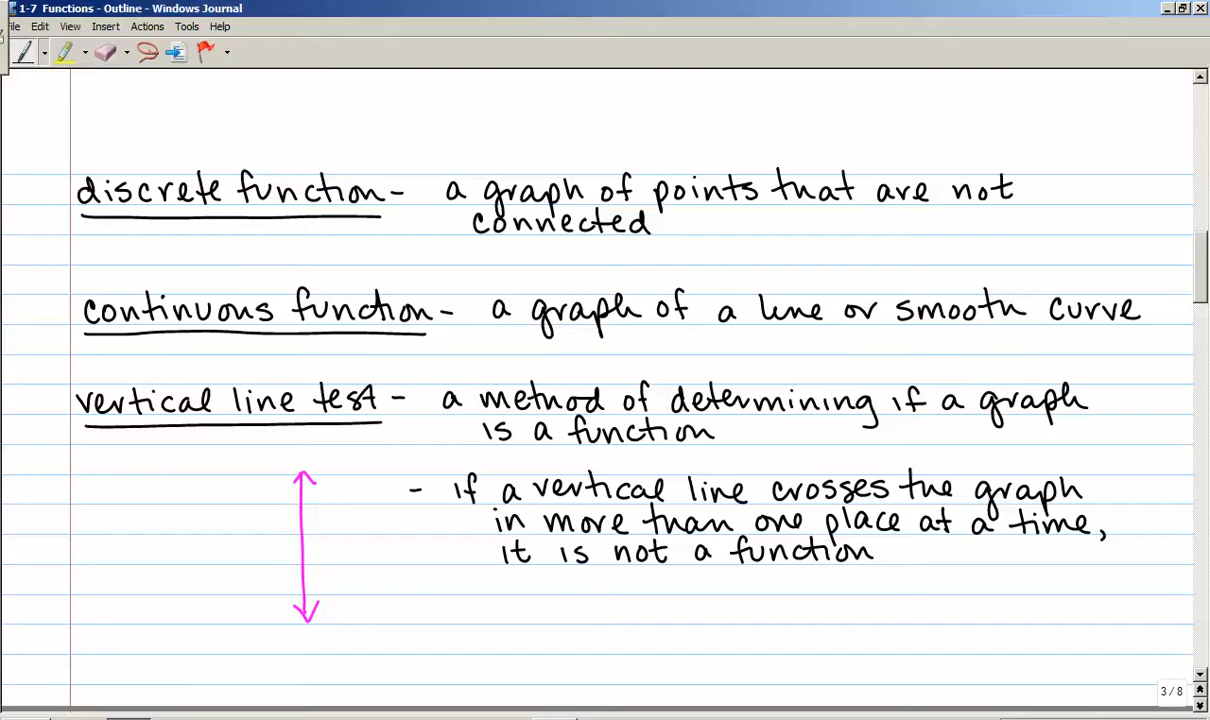 1-7 Functions - Outline - Windows Journal
File Edit View Insert Actions Tools Help
discrete function- a graph of points that are not
connected
continuous function- a graph of a line or smooth curve
vertical line test- a method of determining if a graph
is a function
- if a vertical line crosses the graph
in more than one place at a time,
it is not a function
3 / 8